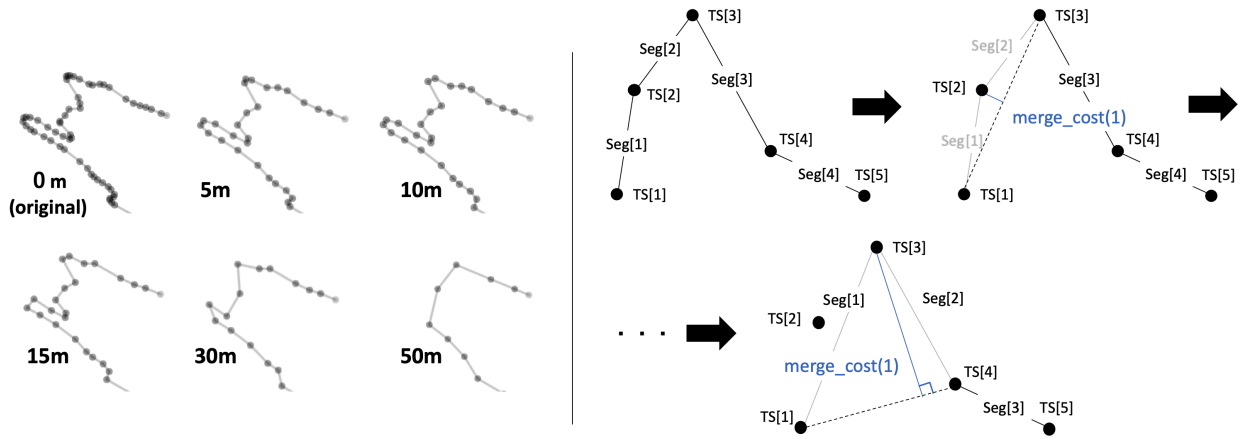 0 m
(original)
5m
10m
15m
30m
50m
TS[3]
Seg[2]
Seg[3]
TS[2]
Seg[1]
TS[4]
Seg[4]
TS[5]
TS[1]
TS[3]
Seg[2]
Seg[3]
TS[2]
merge_cost(1)
Seg[1]
TS[4]
Seg[4]
TS[5]
TS[1]
. . .
TS[3]
Seg[1]
Seg[2]
TS[2]
merge_cost(1)
TS[4]
Seg[3]
TS[5]
TS[1]